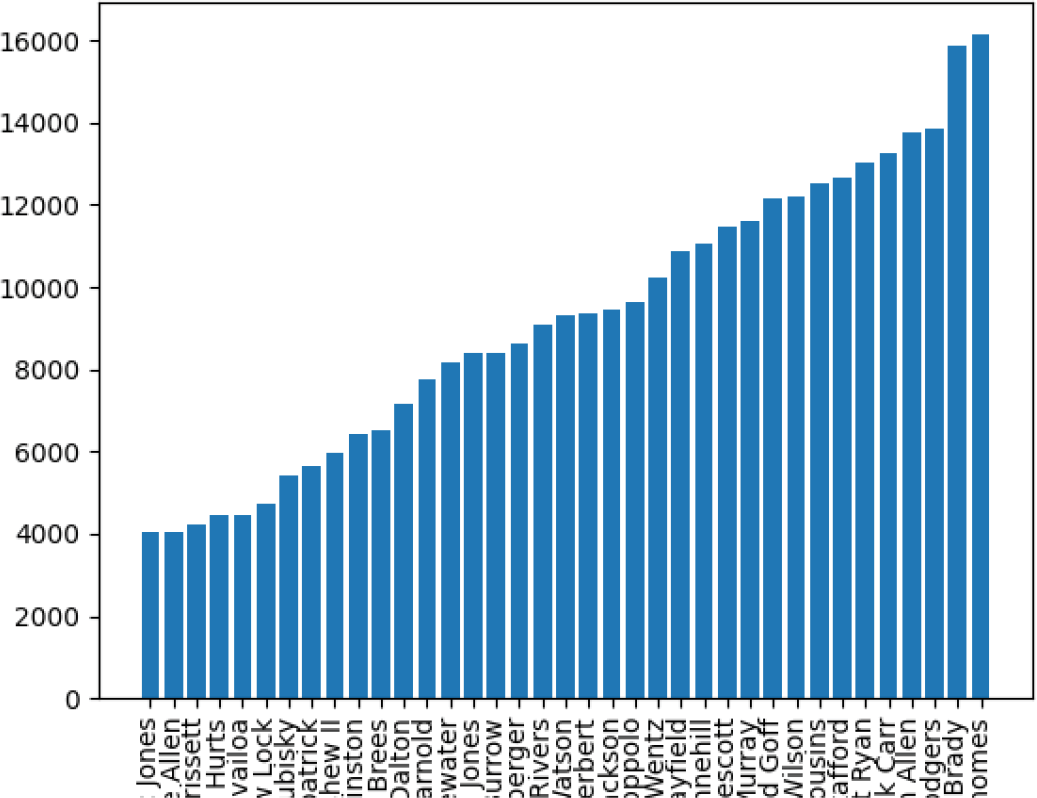 16000
14000
12000
10000
8000
6000
4000
2000
0
Jones
e Allen
rissett
Hurts
vailoa
w Lock
ubisky
patrick
hew II
inston
Brees
Dalton
arnold
ewater
Jones
urrow
berger
Rivers
Watson
erbert
ackson
oppolo
Wentz
ayfield
nnehill
escott
Murray
d Goff
Wilson
ousins
afford
t Ryan
k Carr
n Allen
odgers
Brady
homes